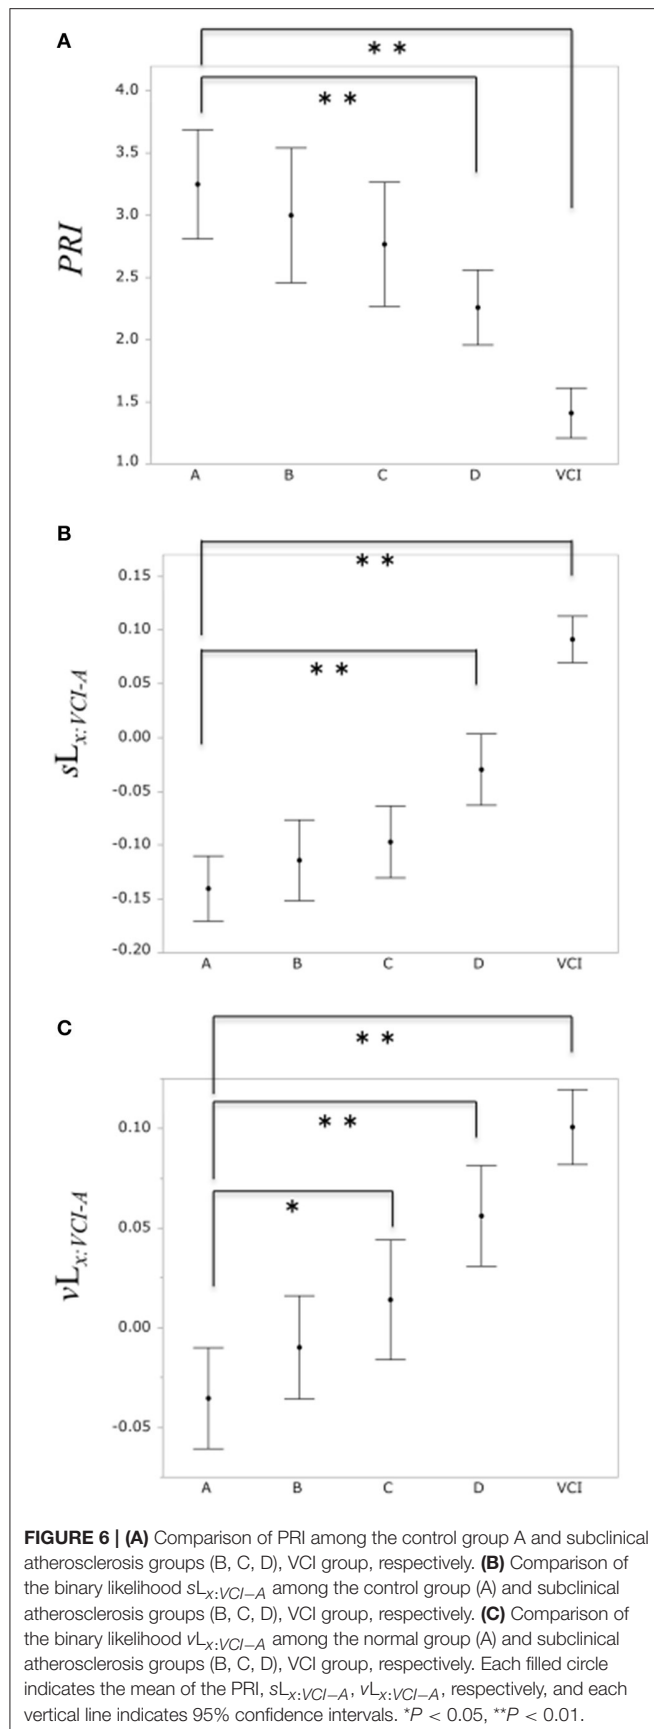 A
* *
* *
4.0
3.5
3.0
2.5
2.0
1.5
1.0
PRI
A B C D VCI
B
* *
* *
0.15
0.10
0.05
0.00
-0.05
-0.10
-0.15
-0.20
sLx:VCI-A
A B C D VCI
C
* *
* *
*
0.10
0.05
0.00
-0.05
vLx:VCI-A
A B C D VCI
FIGURE 6 | (A) Comparison of PRI among the control group A and subclinical
atherosclerosis groups (B, C, D), VCI group, respectively. (B) Comparison of
the binary likelihood sLx:VCI−A among the control group (A) and subclinical
atherosclerosis groups (B, C, D), VCI group, respectively. (C) Comparison of
the binary likelihood vLx:VCI−A among the normal group (A) and subclinical
atherosclerosis groups (B, C, D), VCI group, respectively. Each filled circle
indicates the mean of the PRI, sLx:VCI−A, vLx:VCI−A, respectively, and each
vertical line indicates 95% confidence intervals. *P < 0.05, **P < 0.01.